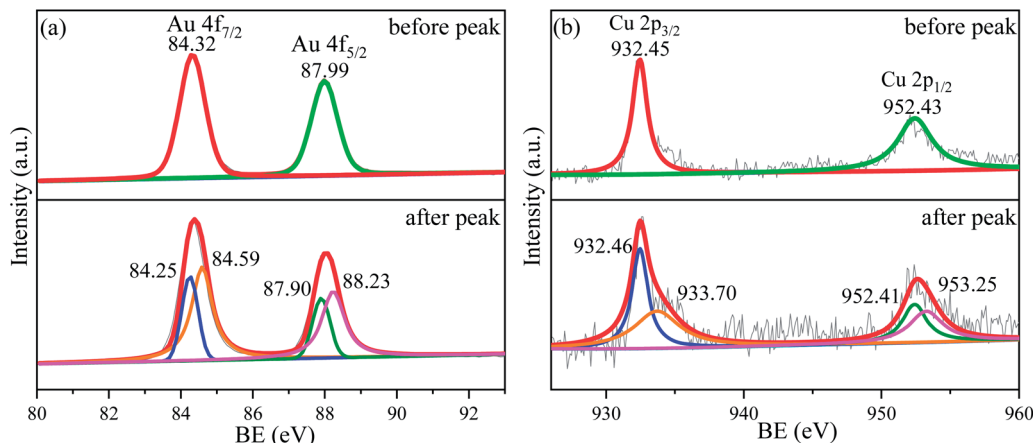 (a)
Au 4f7/2
84.32
Au 4f5/2
87.99
before peak
84.25
84.59
87.90
88.23
after peak
Intensity (a.u.)
80 82 84 86 88 90 92
BE (eV)
(b)
Cu 2p3/2
932.45
before peak
Cu 2p1/2
952.43
after peak
932.46
933.70
952.41
953.25
Intensity (a.u.)
930 940 950 960
BE (eV)